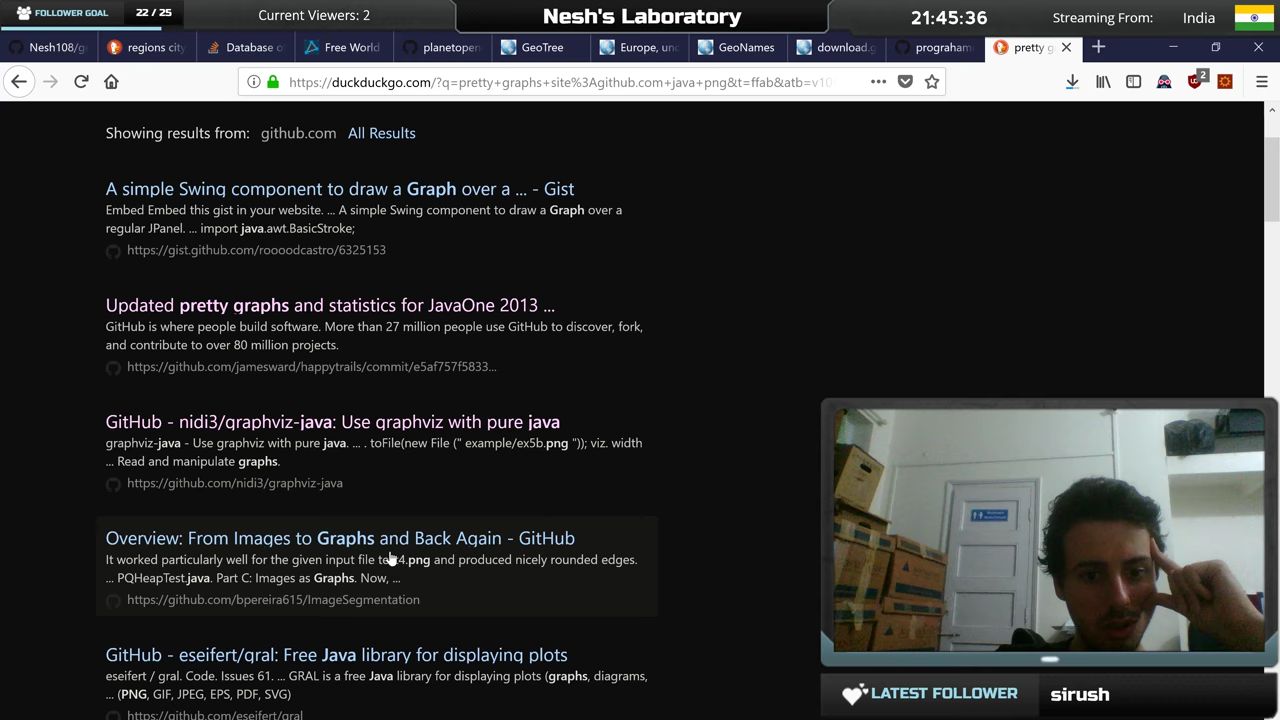 FOLLOWER GOAL
22 / 25
Current Viewers: 2
Nesh's Laboratory
21:45:36
Streaming From:
India
Nesh108/g
regions city
Database o
Free World
planetopen
GeoTree
Europe, und
GeoNames
download.g
prograham
pretty g
https://duckduckgo.com/?q=pretty+graphs+site%3Agithub.com+java+png&t=ffab&atb=v10
2
Showing results from: github.com All Results
A simple Swing component to draw a Graph over a ... - Gist
Embed Embed this gist in your website. ... A simple Swing component to draw a Graph over a
regular JPanel. ... import java.awt.BasicStroke;
https://gist.github.com/roooodcastro/6325153
Updated pretty graphs and statistics for JavaOne 2013 ...
GitHub is where people build software. More than 27 million people use GitHub to discover, fork,
and contribute to over 80 million projects.
https://github.com/jamesward/happytrails/commit/e5af757f5833...
GitHub - nidi3/graphviz-java: Use graphviz with pure java
graphviz-java - Use graphviz with pure java. ... . toFile(new File (" example/ex5b.png ")); viz. width
... Read and manipulate graphs.
https://github.com/nidi3/graphviz-java
Overview: From Images to Graphs and Back Again - GitHub
It worked particularly well for the given input file and produced nicely rounded edges.
... PQHeapTest.java. Part C: Images as Graphs. Now, ...
https://github.com/bpereira615/ImageSegmentation
GitHub - eseifert/gral: Free Java library for displaying plots
eseifert / gral. Code. Issues 61. ... GRAL is a free Java library for displaying plots (graphs, diagrams,
... (PNG, GIF, JPEG, EPS, PDF, SVG)
https://github.com/eseifert/gral
LATEST FOLLOWER
sirush